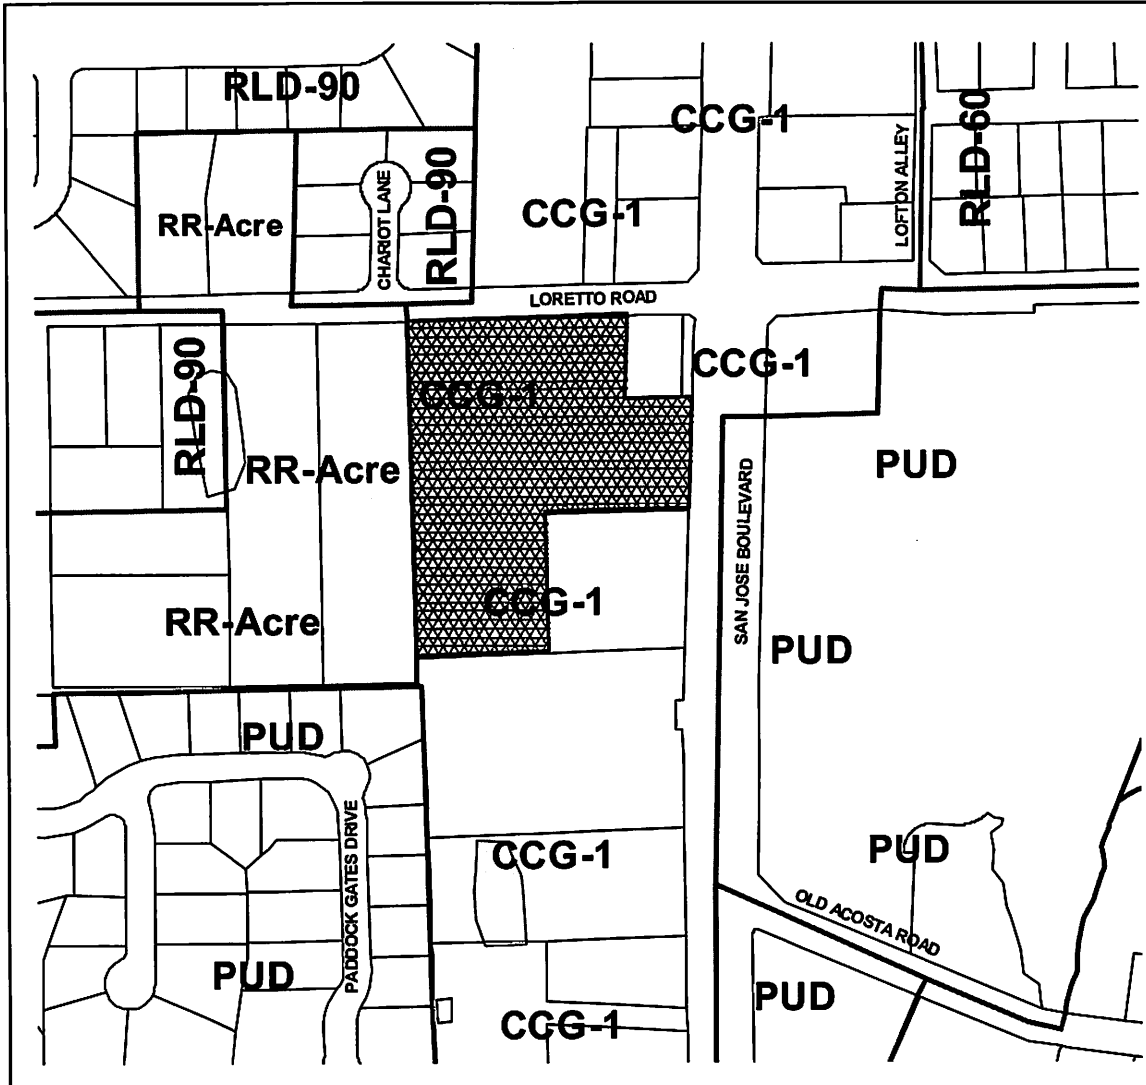 RLD-90
CCG-1
RLD-60
LOFTON ALLEY
RLD-90
CHARIOT LANE
RR-Acre
CCG-1
LORETTO ROAD
RLD-90
CCG-1
CCG-1
RR-Acre
PUD
SAN JOSE BOULEVARD
CCG-1
RR-Acre
PUD
PUD
PADDOCK GATES DRIVE
CCG-1
PUD
OLD ACOSTA ROAD
PUD
PUD
CCG-1